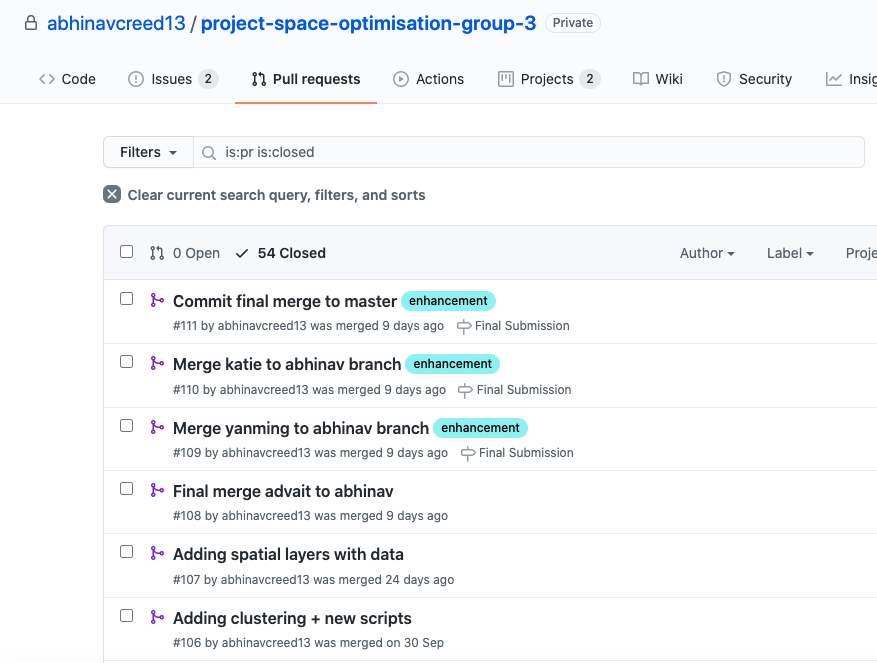 abhinavcreed13 / project-space-optimisation-group-3 Private
Code Issues 2 Pull requests Actions Projects 2 Wiki Security Insig
Filters is:pr is:closed
Clear current search query, filters, and sorts
0 Open 54 Closed Author Label Proje
Commit final merge to master enhancement
#111 by abhinavcreed13 was merged 9 days ago Final Submission
Merge katie to abhinav branch enhancement
#110 by abhinavcreed13 was merged 9 days ago Final Submission
Merge yanming to abhinav branch enhancement
#109 by abhinavcreed13 was merged 9 days ago Final Submission
Final merge advait to abhinav
#108 by abhinavcreed13 was merged 9 days ago
Adding spatial layers with data
#107 by abhinavcreed13 was merged 24 days ago
Adding clustering + new scripts
#106 by abhinavcreed13 was merged on 30 Sep